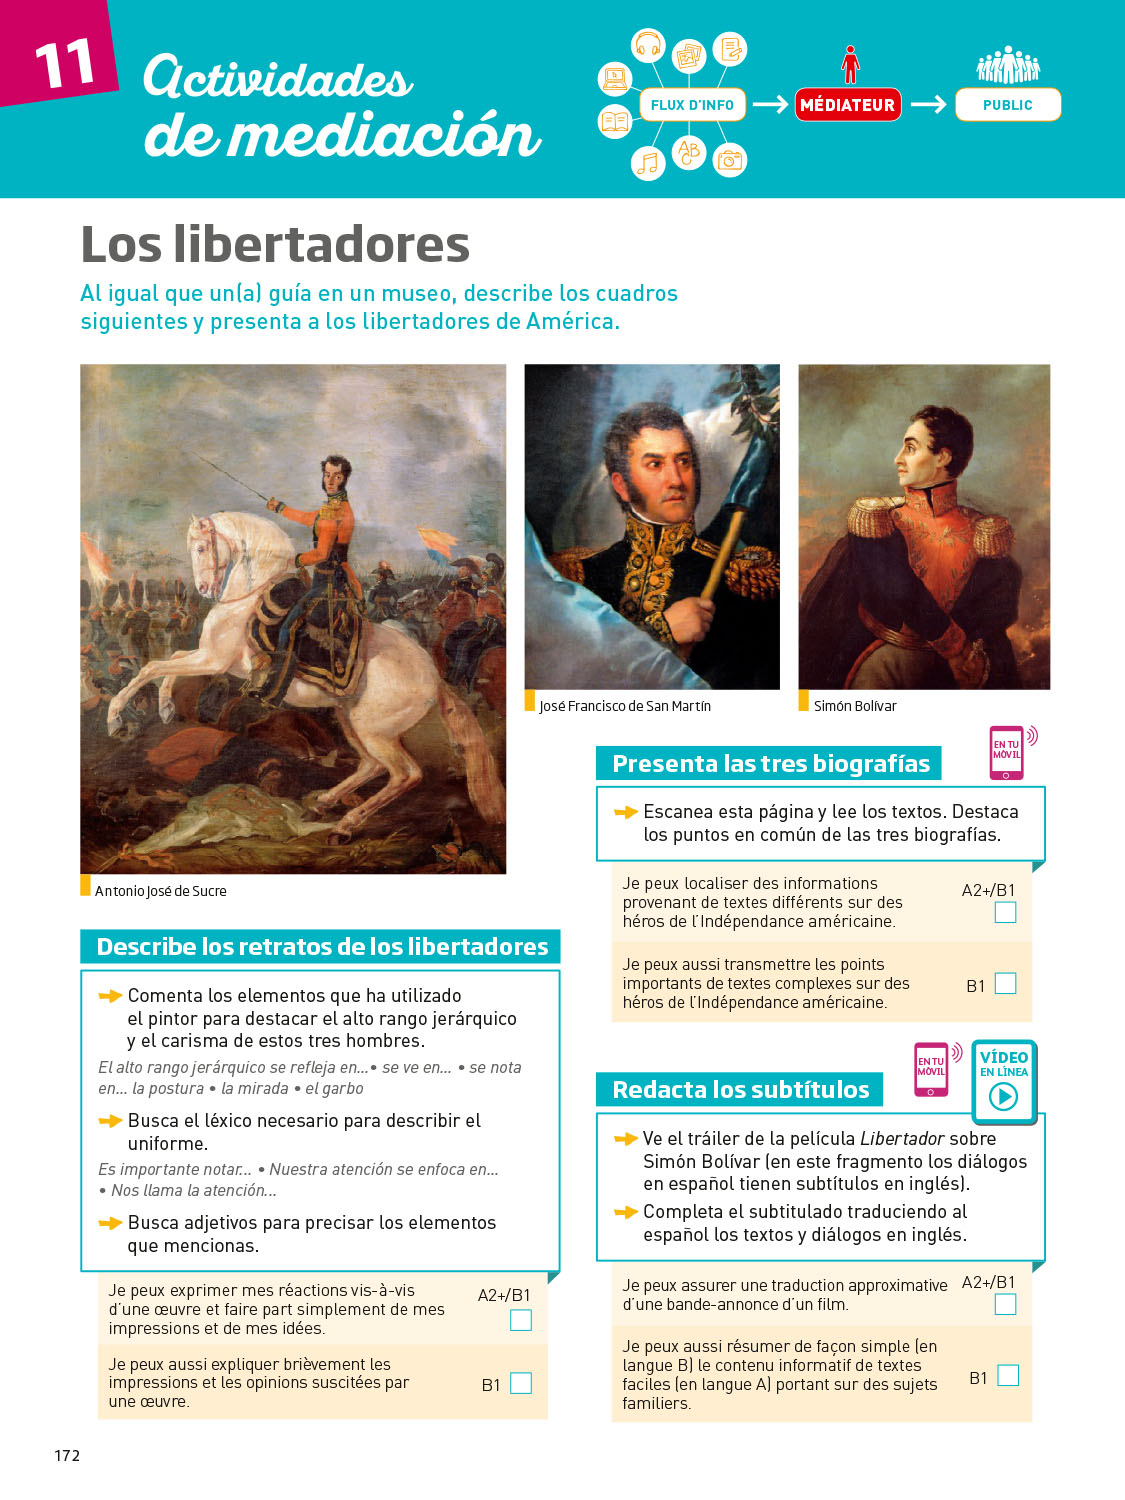 11
Actividades
de mediación
FLUX D'INFO
MÉDIATEUR
PUBLIC
AB
C
Los libertadores
Al igual que un(a) guía en un museo, describe los cuadros
siguientes y presenta a los libertadores de América.
Antonio José de Sucre
José Francisco de San Martín
Simón Bolívar
Describe los retratos de los libertadores
Comenta los elementos que ha utilizado
el pintor para destacar el alto rango jerárquico
y el carisma de estos tres hombres.
El alto rango jerárquico se refleja en...• se ve en... • se nota
en... la postura • la mirada • el garbo
Busca el léxico necesario para describir el
uniforme.
Es importante notar... • Nuestra atención se enfoca en...
• Nos llama la atención...
Busca adjetivos para precisar los elementos
que mencionas.
Je peux exprimer mes réactions vis-à-vis
d'une œuvre et faire part simplement de mes
impressions et de mes idées.
A2+/B1
Je peux aussi expliquer brièvement les
impressions et les opinions suscitées par
une œuvre.
B1
Presenta las tres biografías
EN TU
MÓVIL
Escanea esta página y lee los textos. Destaca
los puntos en común de las tres biografías.
Je peux localiser des informations
provenant de textes différents sur des
héros de l'Indépendance américaine.
A2+/B1
Je peux aussi transmettre les points
importants de textes complexes sur des
héros de l'Indépendance américaine.
B1
Redacta los subtítulos
EN TU
MÓVIL
VÍDEO
EN LÍNEA
Ve el tráiler de la película Libertador sobre
Simón Bolívar (en este fragmento los diálogos
en español tienen subtítulos en inglés).
Completa el subtitulado traduciendo al
español los textos y diálogos en inglés.
Je peux assurer une traduction approximative
d'une bande-annonce d'un film.
A2+/B1
Je peux aussi résumer de façon simple (en
langue B) le contenu informatif de textes
faciles (en langue A) portant sur des sujets
familiers.
B1
172